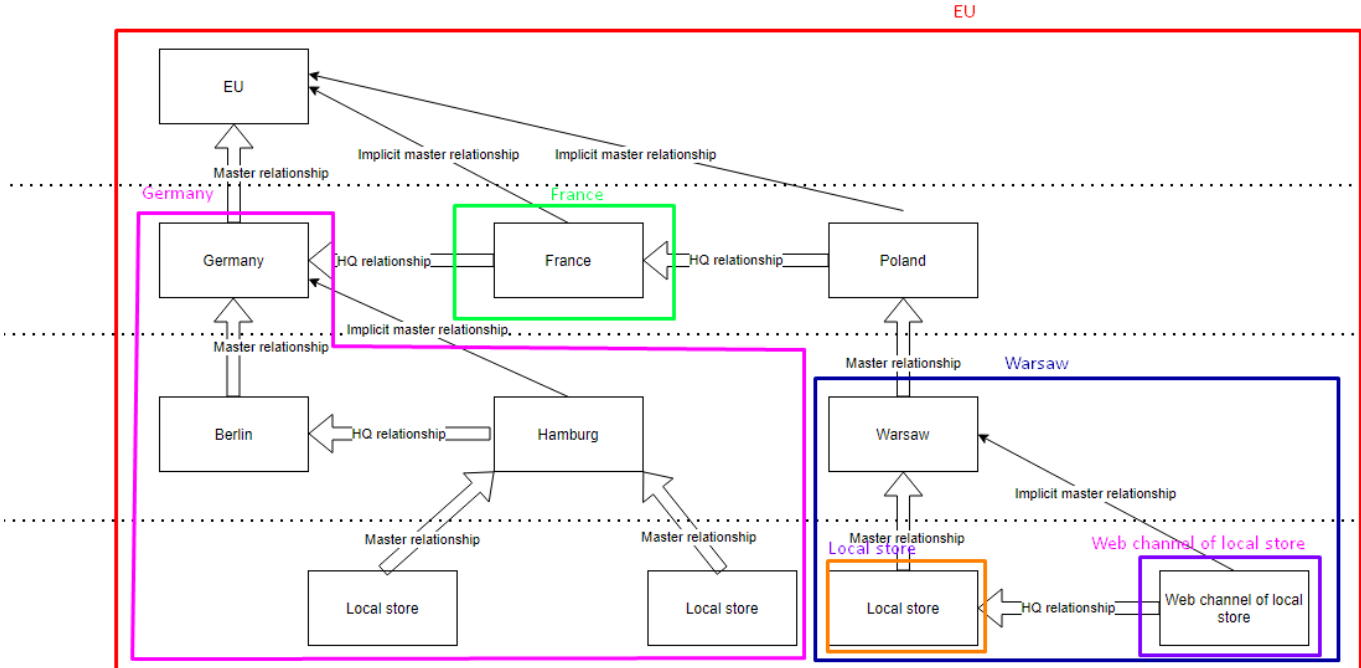 EU
EU
Implicit master relationship
Implicit master relationship
Master relationship
Germany
France
Germany
HQ relationship
France
HQ relationship
Poland
Implicit master relationship
Master relationship
Master relationship
Warsaw
Berlin
HQ relationship
Hamburg
Warsaw
Implicit master relationship
Master relationship
Master relationship
Master relationship
Local store
Web channel of local store
Local store
Local store
Local store
HQ relationship
Web channel of local
store